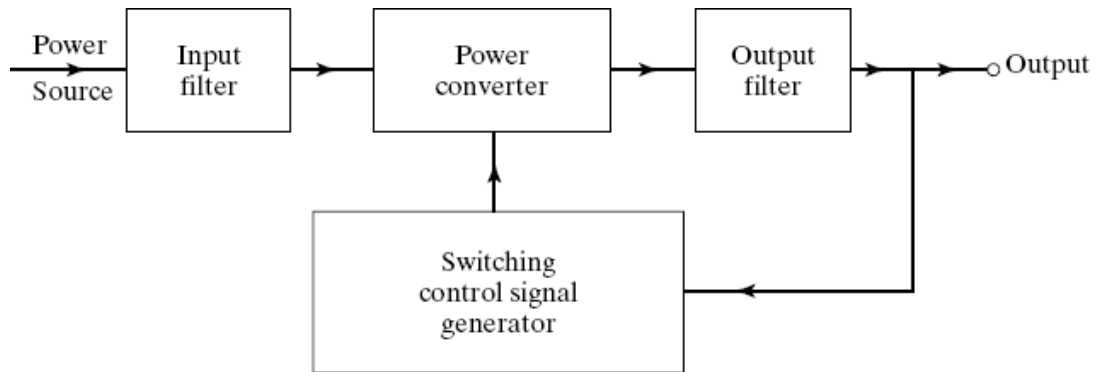 Power
Source
Input
filter
Power
converter
Output
filter
Output
Switching
control signal
generator